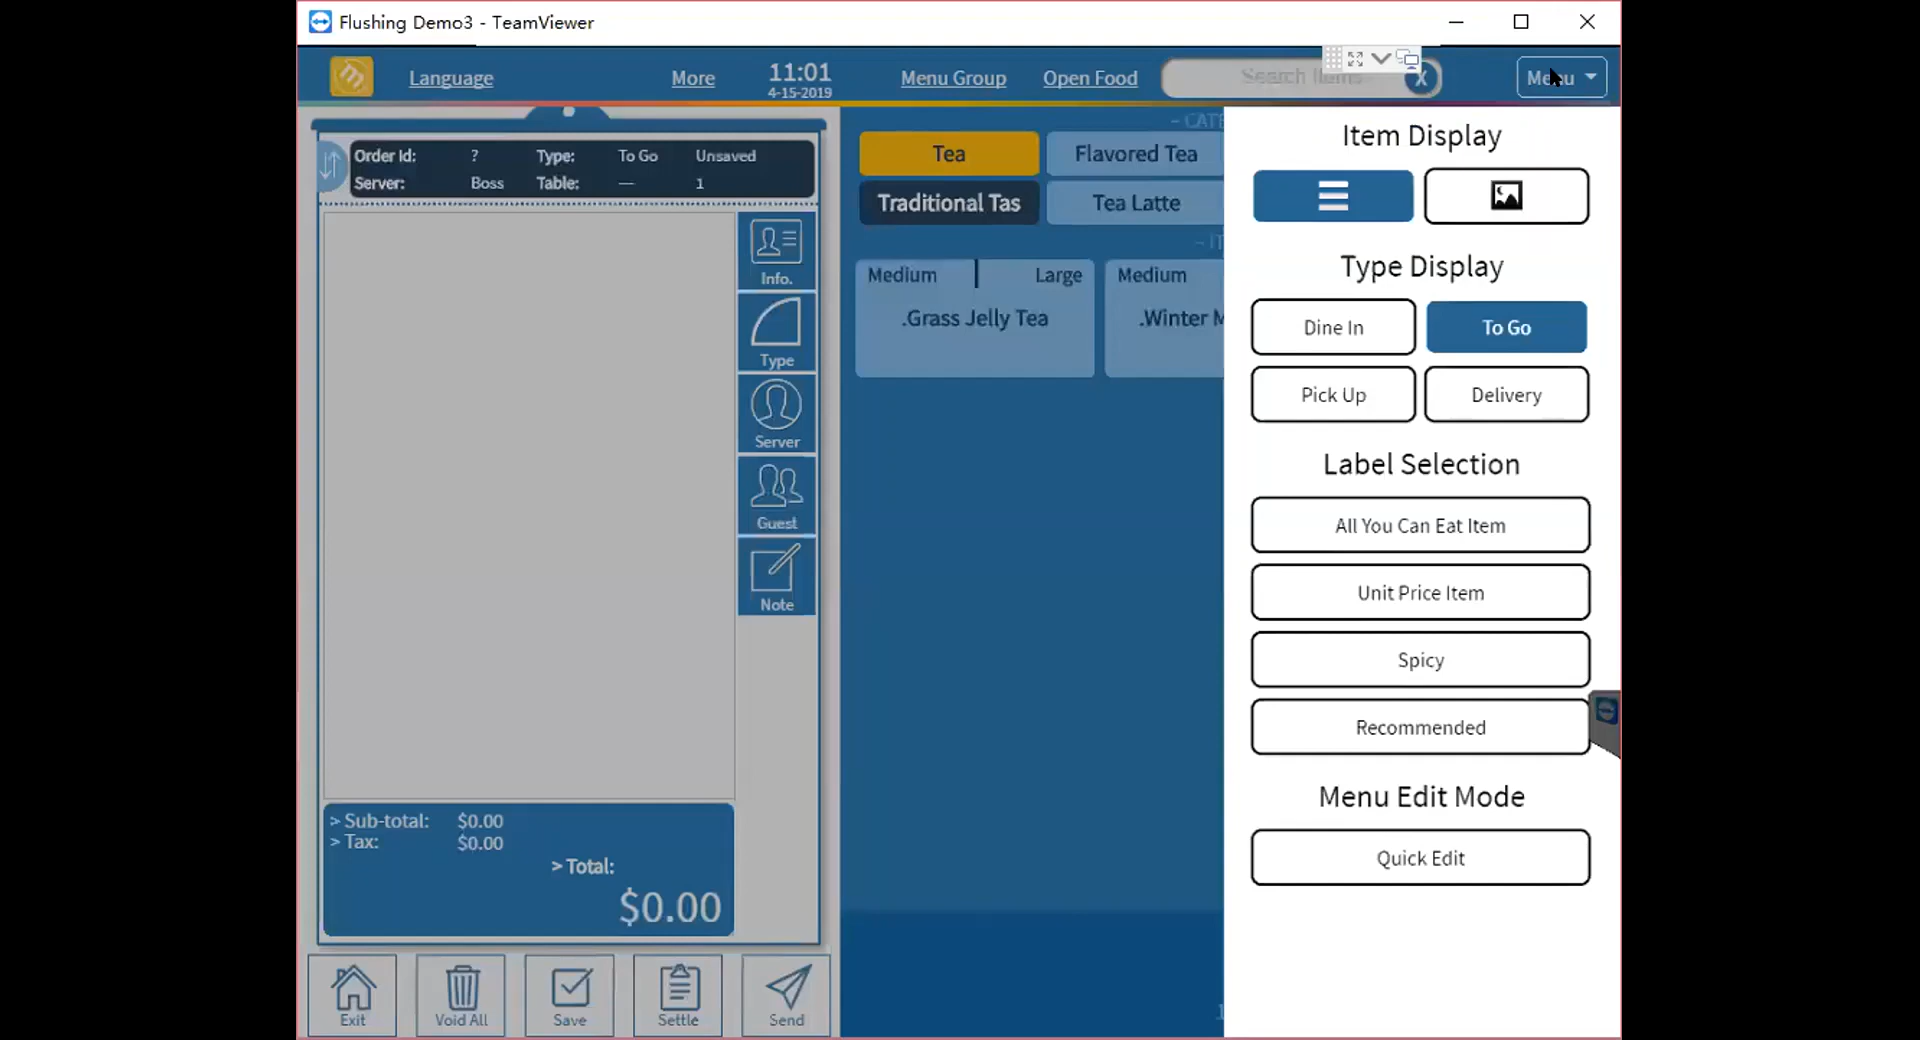 Flushing Demo3 - TeamViewer
Language
More
11:01
4-15-2019
Menu Group
Open Food
Search Items
X
Menu
Order Id:
?
Type:
To Go
Unsaved
Server:
Boss
Table:
—
1
Info.
Type
Server
Guest
Note
> Sub-total:
$0.00
> Tax:
$0.00
> Total:
$0.00
Exit
Void All
Save
Settle
Send
Tea
Flavored Tea
Traditional Tas
Tea Latte
Medium
Large
.Grass Jelly Tea
Medium
.Winter
Item Display
Type Display
Dine In
To Go
Pick Up
Delivery
Label Selection
All You Can Eat Item
Unit Price Item
Spicy
Recommended
Menu Edit Mode
Quick Edit